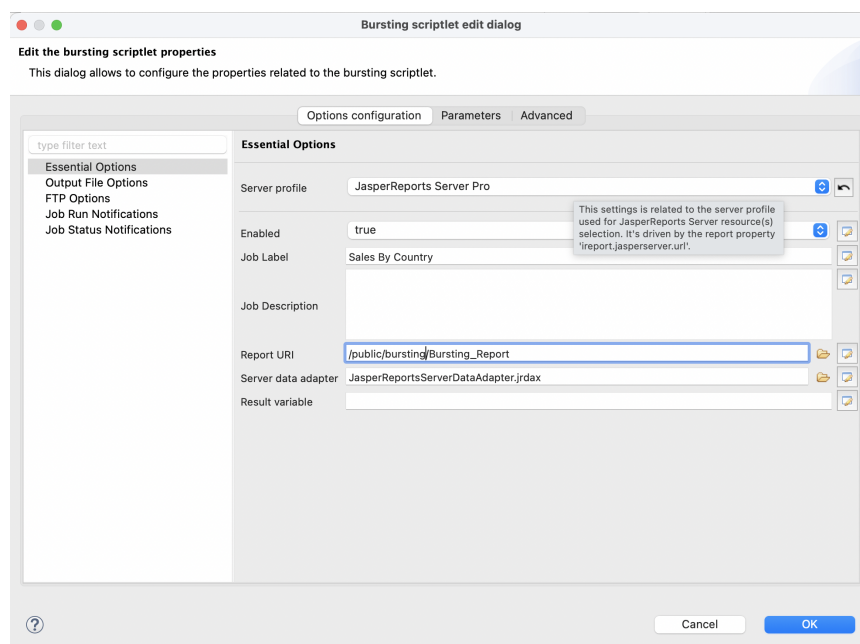 Bursting scriptlet edit dialog
Edit the bursting scriptlet properties
This dialog allows to configure the properties related to the bursting scriptlet.
Options configuration Parameters Advanced
type filter text
Essential Options
Output File Options
FTP Options
Job Run Notifications
Job Status Notifications
Essential Options
Server profile JasperReports Server Pro
This settings is related to the server profile
used for JasperReports Server resource(s)
selection. It's driven by the report property
'ireport.jasperserver.url'.
Enabled true
Job Label Sales By Country
Job Description
Report URI /public/bursting/Bursting_Report
Server data adapter JasperReportsServerDataAdapter.jrdax
Result variable
?
Cancel OK